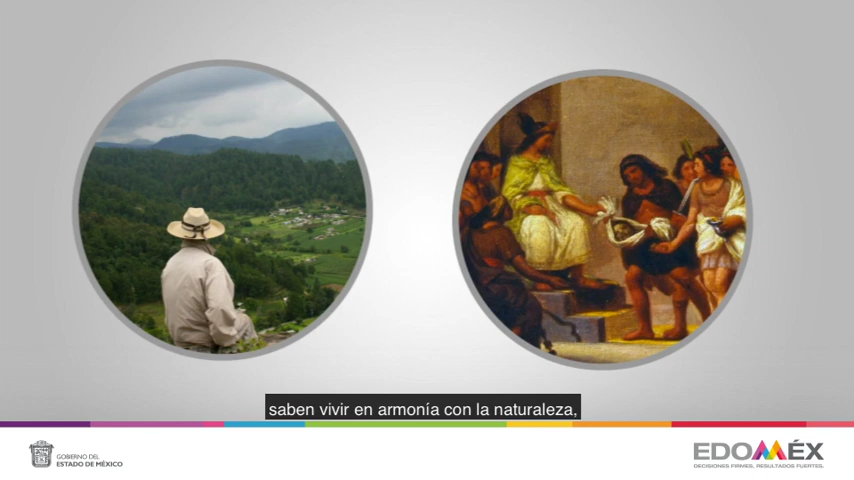 saben vivir en armonía con la naturaleza,
GOBIERNO DEL
ESTADO DE MÉXICO
EDOMÉX
DECISIONES FIRMES, RESULTADOS FUERTES.